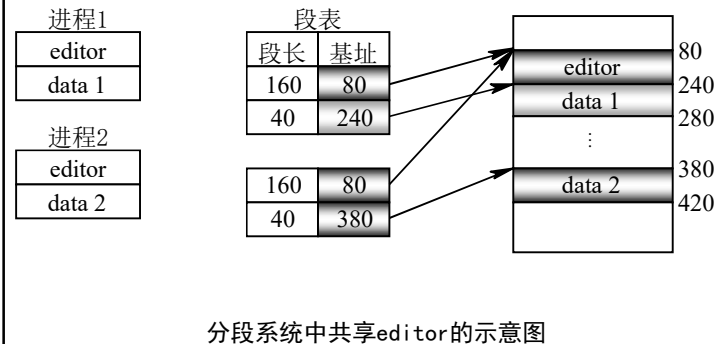 进程1
editor
data 1
进程2
editor
data 2
段表
段长 基址
160 80
40 240
160 80
40 380
editor
data 1
⋮
data 2
80
240
280
380
420
分段系统中共享editor的示意图